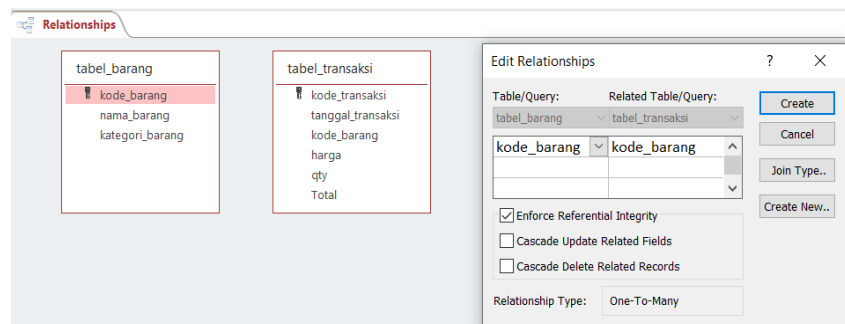 Relationships
tabel_barang
kode_barang
nama_barang
kategori_barang
tabel_transaksi
kode_transaksi
tanggal_transaksi
kode_barang
harga
qty
Total
Edit Relationships ? ×
Table/Query: Related Table/Query:
tabel_barang tabel_transaksi
kode_barang kode_barang
Enforce Referential Integrity
Cascade Update Related Fields
Cascade Delete Related Records
Relationship Type: One-To-Many
Create
Cancel
Join Type..
Create New..